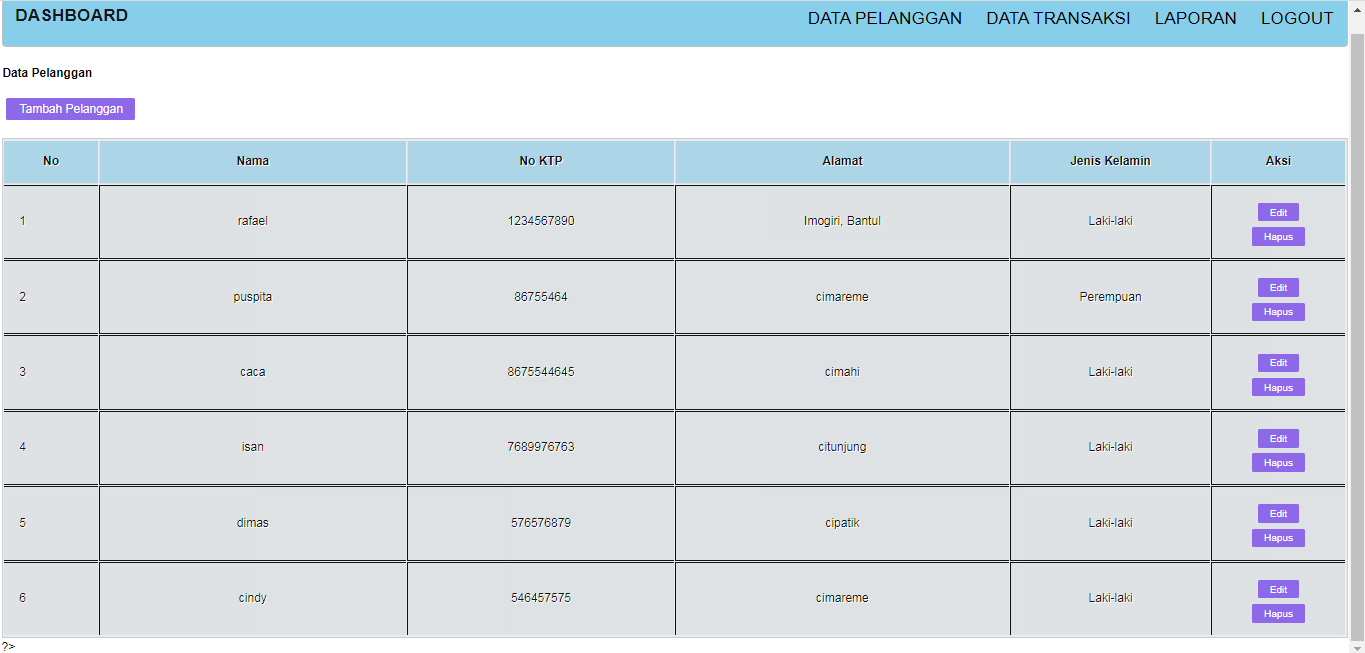 DASHBOARD DATA PELANGGAN DATA TRANSAKSI LAPORAN LOGOUT
Data Pelanggan
Tambah Pelanggan
No Nama No KTP Alamat Jenis Kelamin Aksi
1 rafael 1234567890 Imogiri, Bantul Laki-laki Edit
Hapus
2 puspita 86755464 cimareme Perempuan Edit
Hapus
3 caca 8675544645 cimahi Laki-laki Edit
Hapus
4 isan 7689976763 citunjung Laki-laki Edit
Hapus
5 dimas 576576879 cipatik Laki-laki Edit
Hapus
6 cindy 546457575 cimareme Laki-laki Edit
Hapus
?>